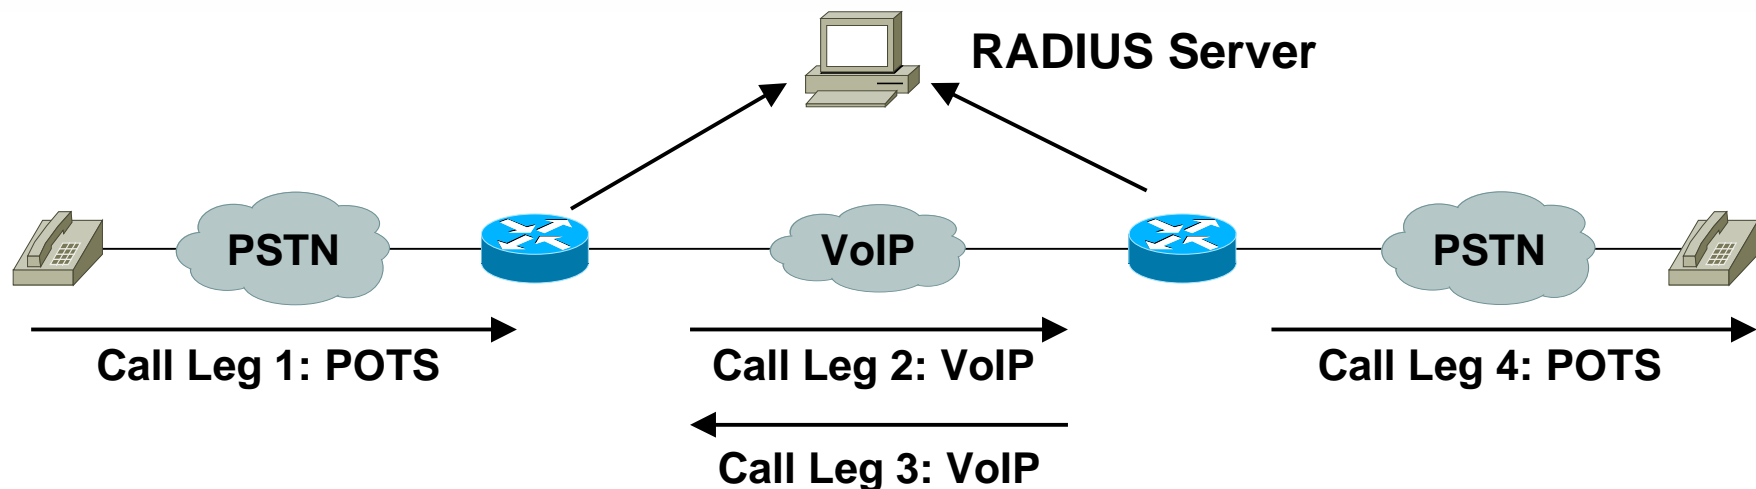 RADIUS Server
PSTN
VoIP
PSTN
Call Leg 1: POTS
Call Leg 2: VoIP
Call Leg 4: POTS
Call Leg 3: VoIP